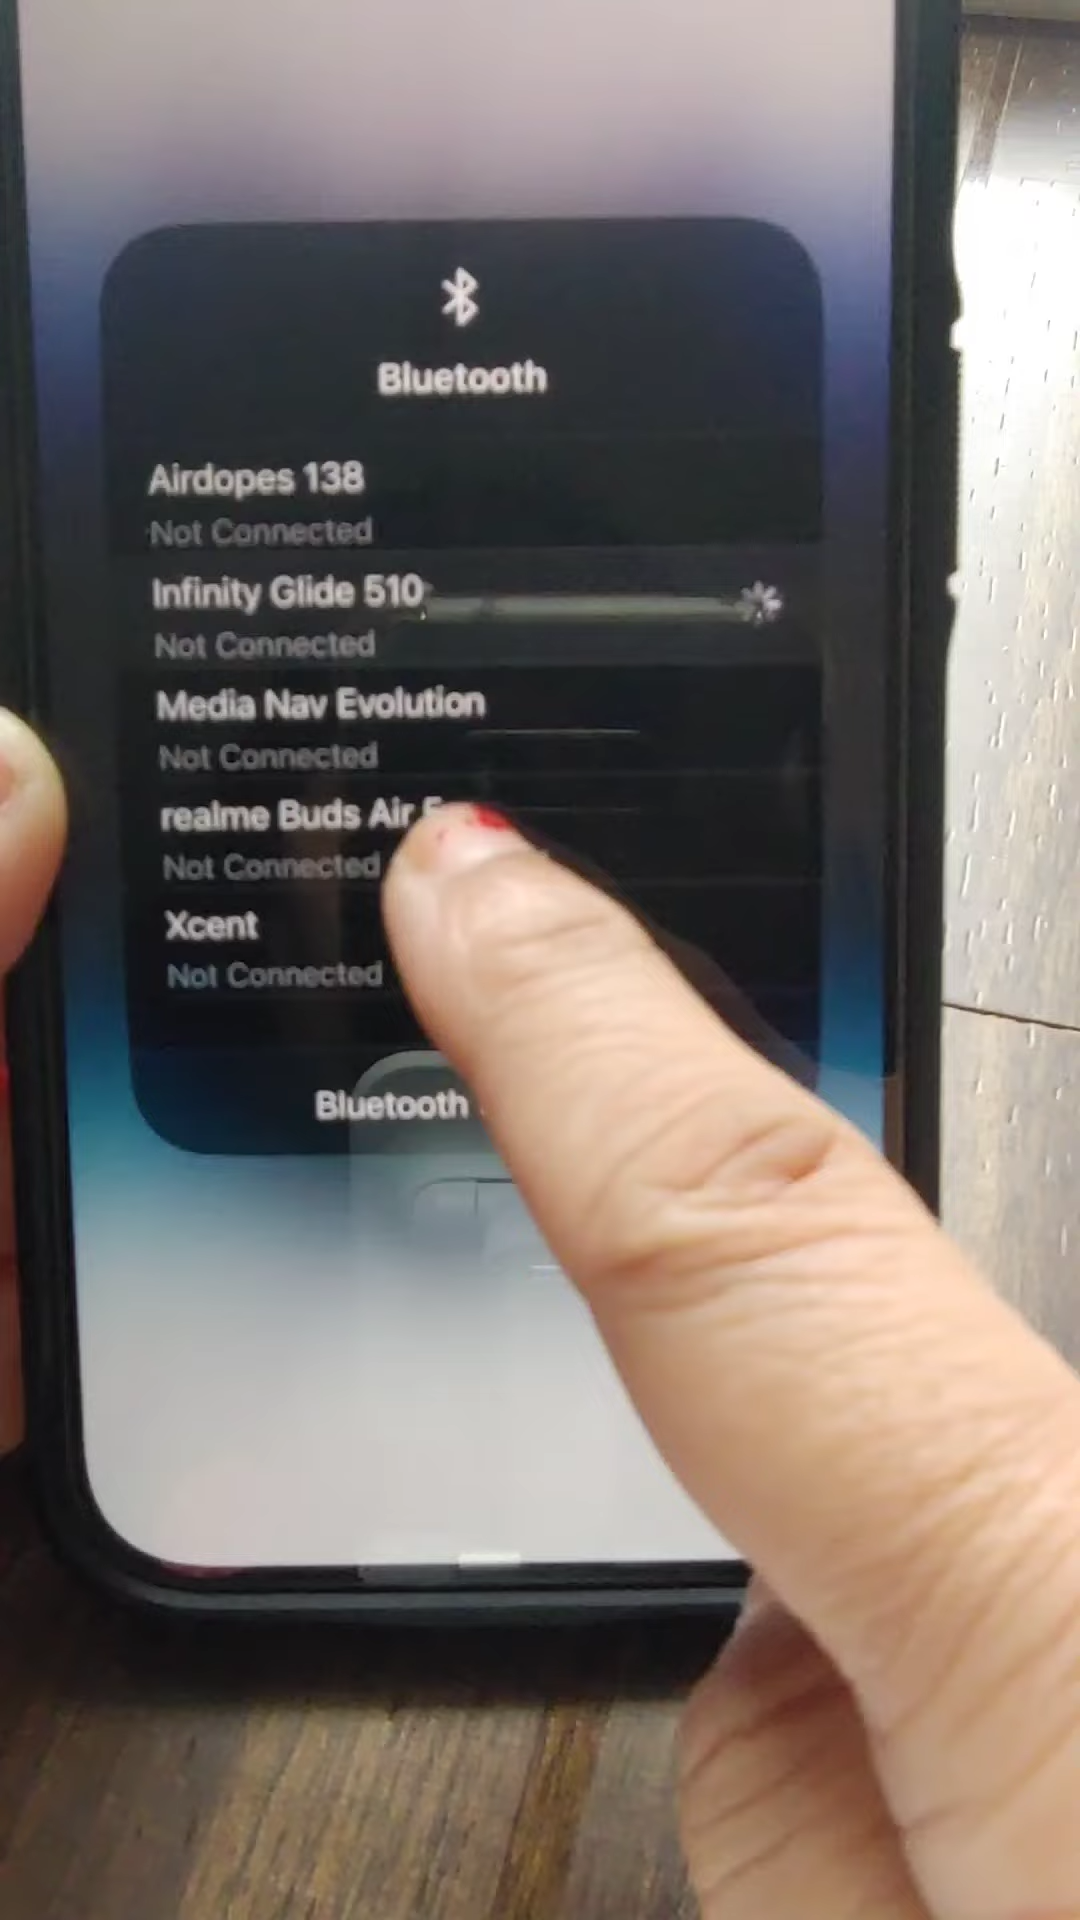 Bluetooth
Airdopes 138
Not Connected
Infinity Glide 510
Not Connected
Media Nav Evolution
Not Connected
realme Buds Air
Not Connected
Xcent
Not Connected
Bluetooth